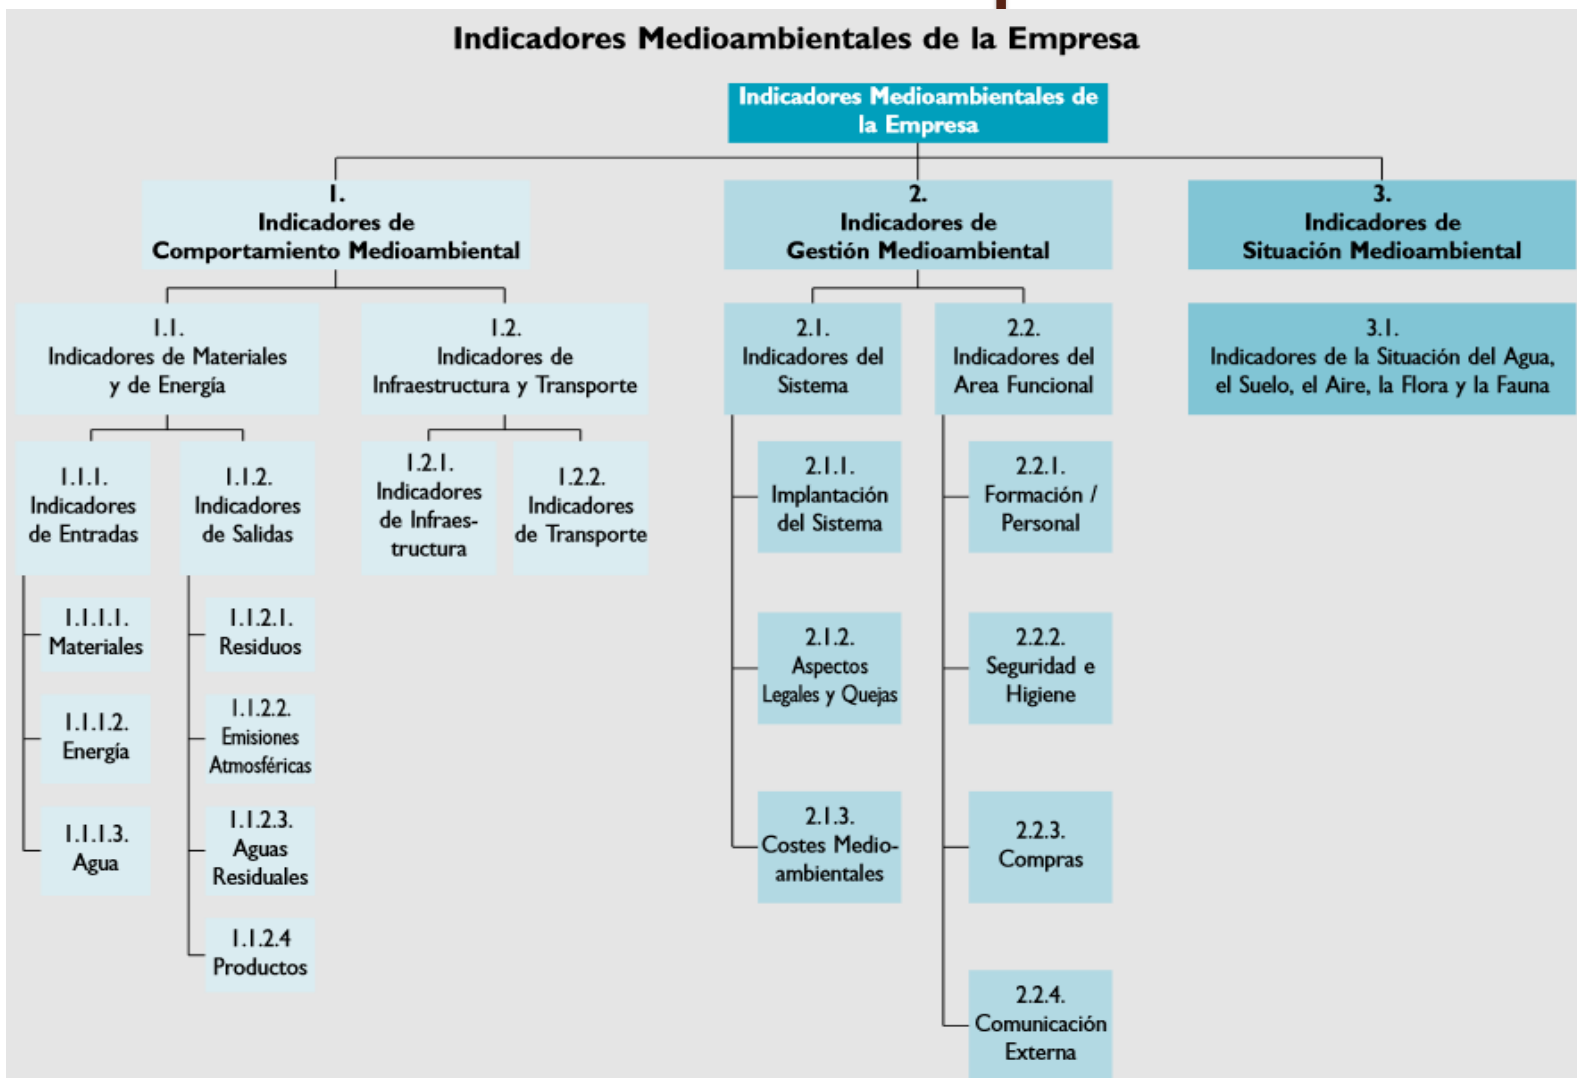 Indicadores Medioambientales de la Empresa
Indicadores Medioambientales de
la Empresa
1.
Indicadores de
Comportamiento Medioambiental
2.
Indicadores de
Gestión Medioambiental
3.
Indicadores de
Situación Medioambiental
1.1.
Indicadores de Materiales
y de Energía
1.2.
Indicadores de
Infraestructura y Transporte
2.1.
Indicadores del
Sistema
2.2.
Indicadores del
Area Funcional
3.1.
Indicadores de la Situación del Agua,
el Suelo, el Aire, la Flora y la Fauna
1.1.1.
Indicadores
de Entradas
1.1.2.
Indicadores
de Salidas
1.2.1.
Indicadores
de Infraes-
tructura
1.2.2.
Indicadores
de Transporte
2.1.1.
Implantación
del Sistema
2.2.1.
Formación /
Personal
1.1.1.1.
Materiales
1.1.2.1.
Residuos
2.1.2.
Aspectos
Legales y Quejas
2.2.2.
Seguridad e
Higiene
1.1.1.2.
Energía
1.1.2.2.
Emisiones
Atmosféricas
1.1.1.3.
Agua
1.1.2.3.
Aguas
Residuales
2.1.3.
Costes Medio-
ambientales
2.2.3.
Compras
1.1.2.4
Productos
2.2.4.
Comunicación
Externa